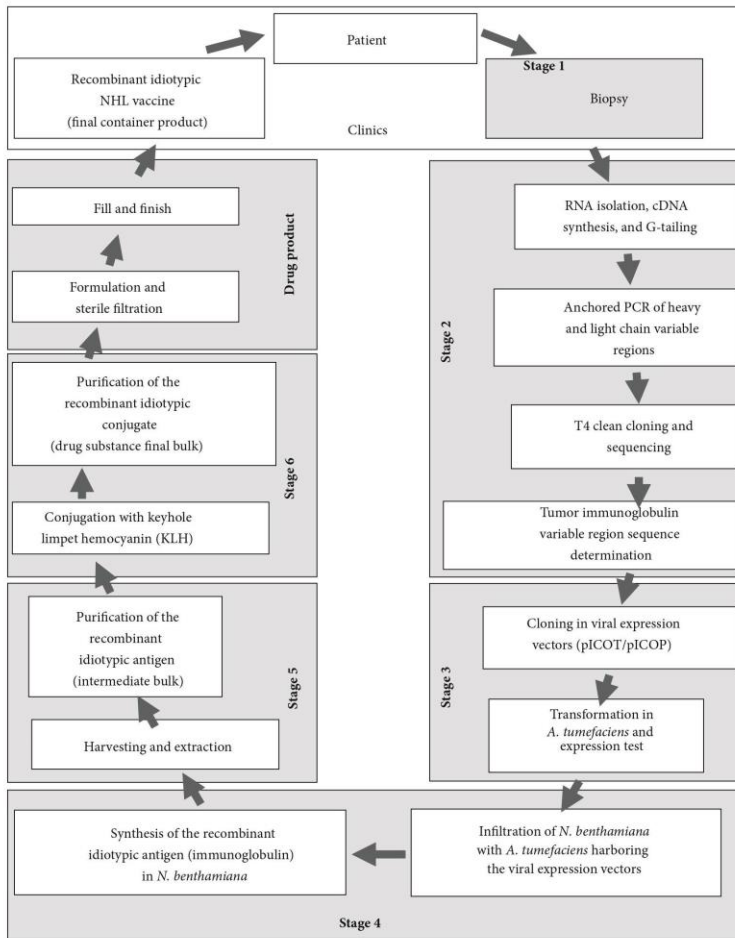 Patient
Stage 1
Biopsy
Recombinant idiotypic
NHL vaccine
(final container product)
Clinics
Stage 2
RNA isolation, cDNA
synthesis, and G-tailing
Anchored PCR of heavy
and light chain variable
regions
T4 clean cloning and
sequencing
Tumor immunoglobulin
variable region sequence
determination
Stage 3
Cloning in viral expression
vectors (pICOT/pICOP)
Transformation in
A. tumefaciens and
expression test
Infiltration of N. benthamiana
with A. tumefaciens harboring
the viral expression vectors
Synthesis of the recombinant
idiotypic antigen (immunoglobulin)
in N. benthamiana
Stage 4
Harvesting and extraction
Purification of the
recombinant
idiotypic antigen
(intermediate bulk)
Stage 5
Conjugation with keyhole
limpet hemocyanin (KLH)
Purification of the
recombinant idiotypic
conjugate
(drug substance final bulk)
Stage 6
Formulation and
sterile filtration
Fill and finish
Drug product